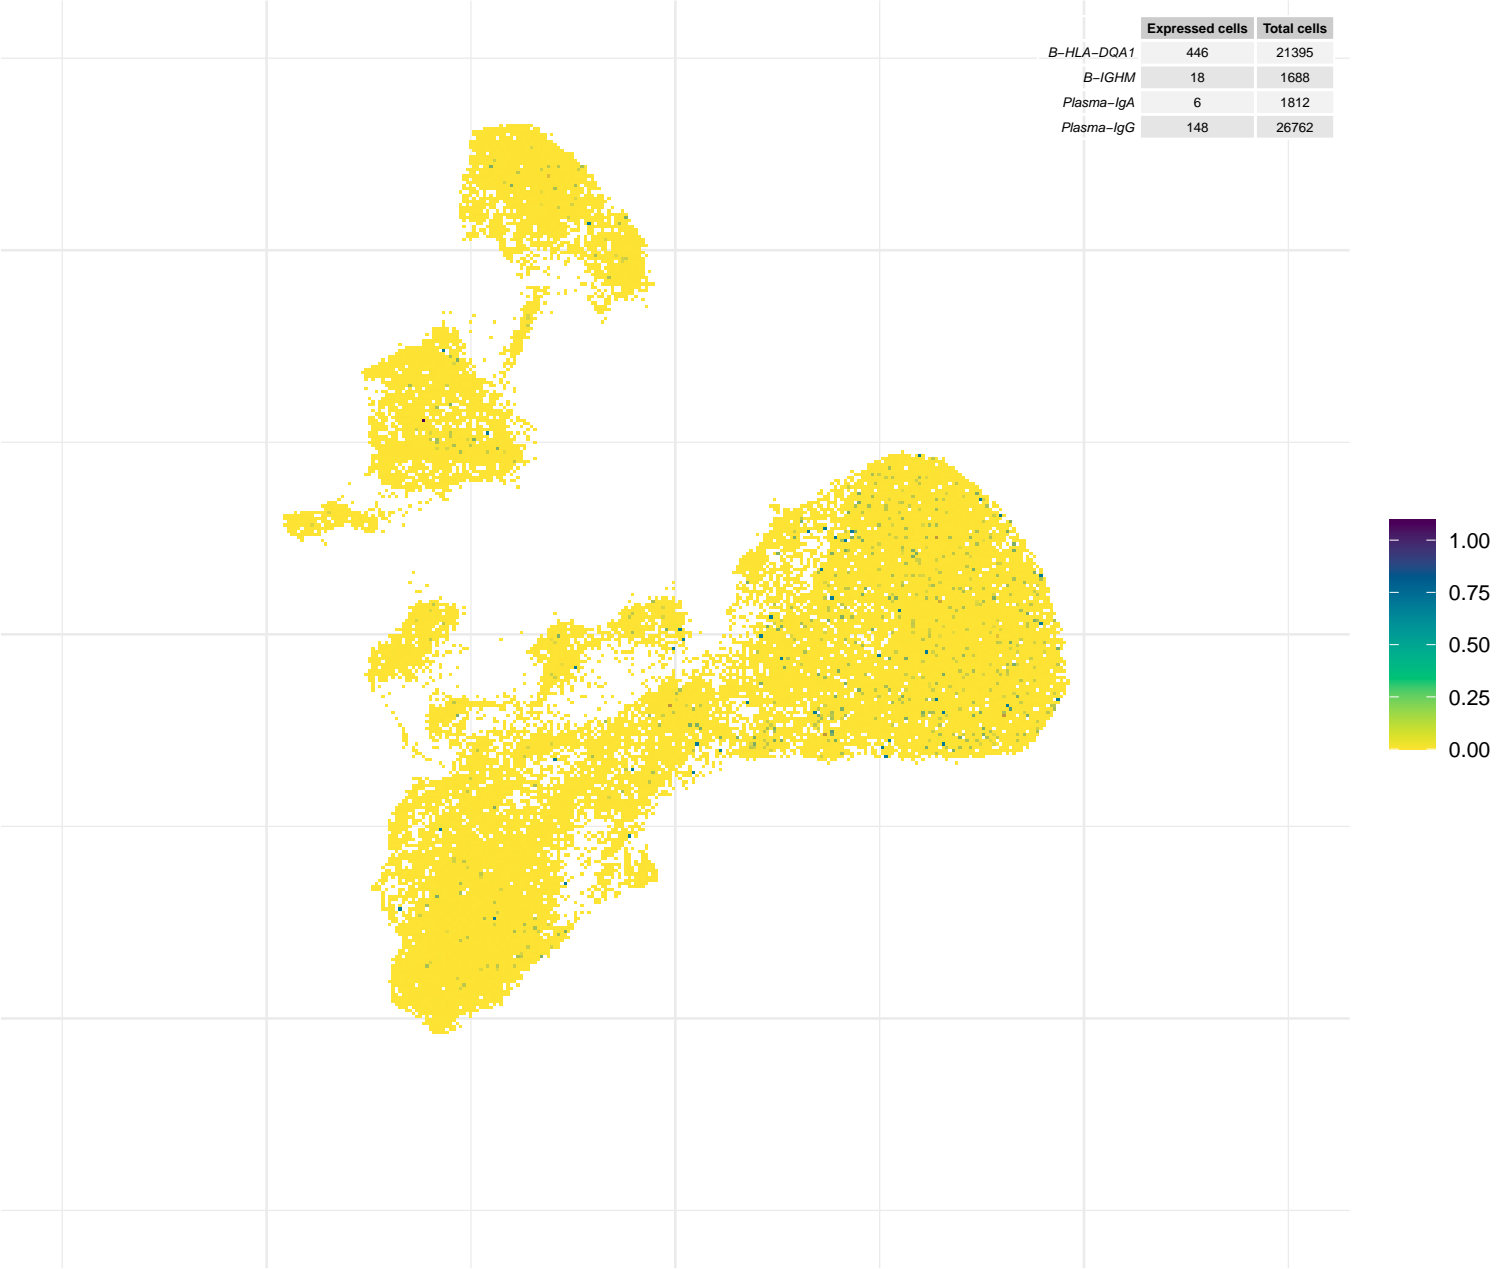 Expressed cells Total cells
B−HLA−DQA1 446 21395
B−IGHM 18 1688
Plasma−IgA 6 1812
Plasma−IgG 148 26762
1.00
0.75
0.50
0.25
0.00